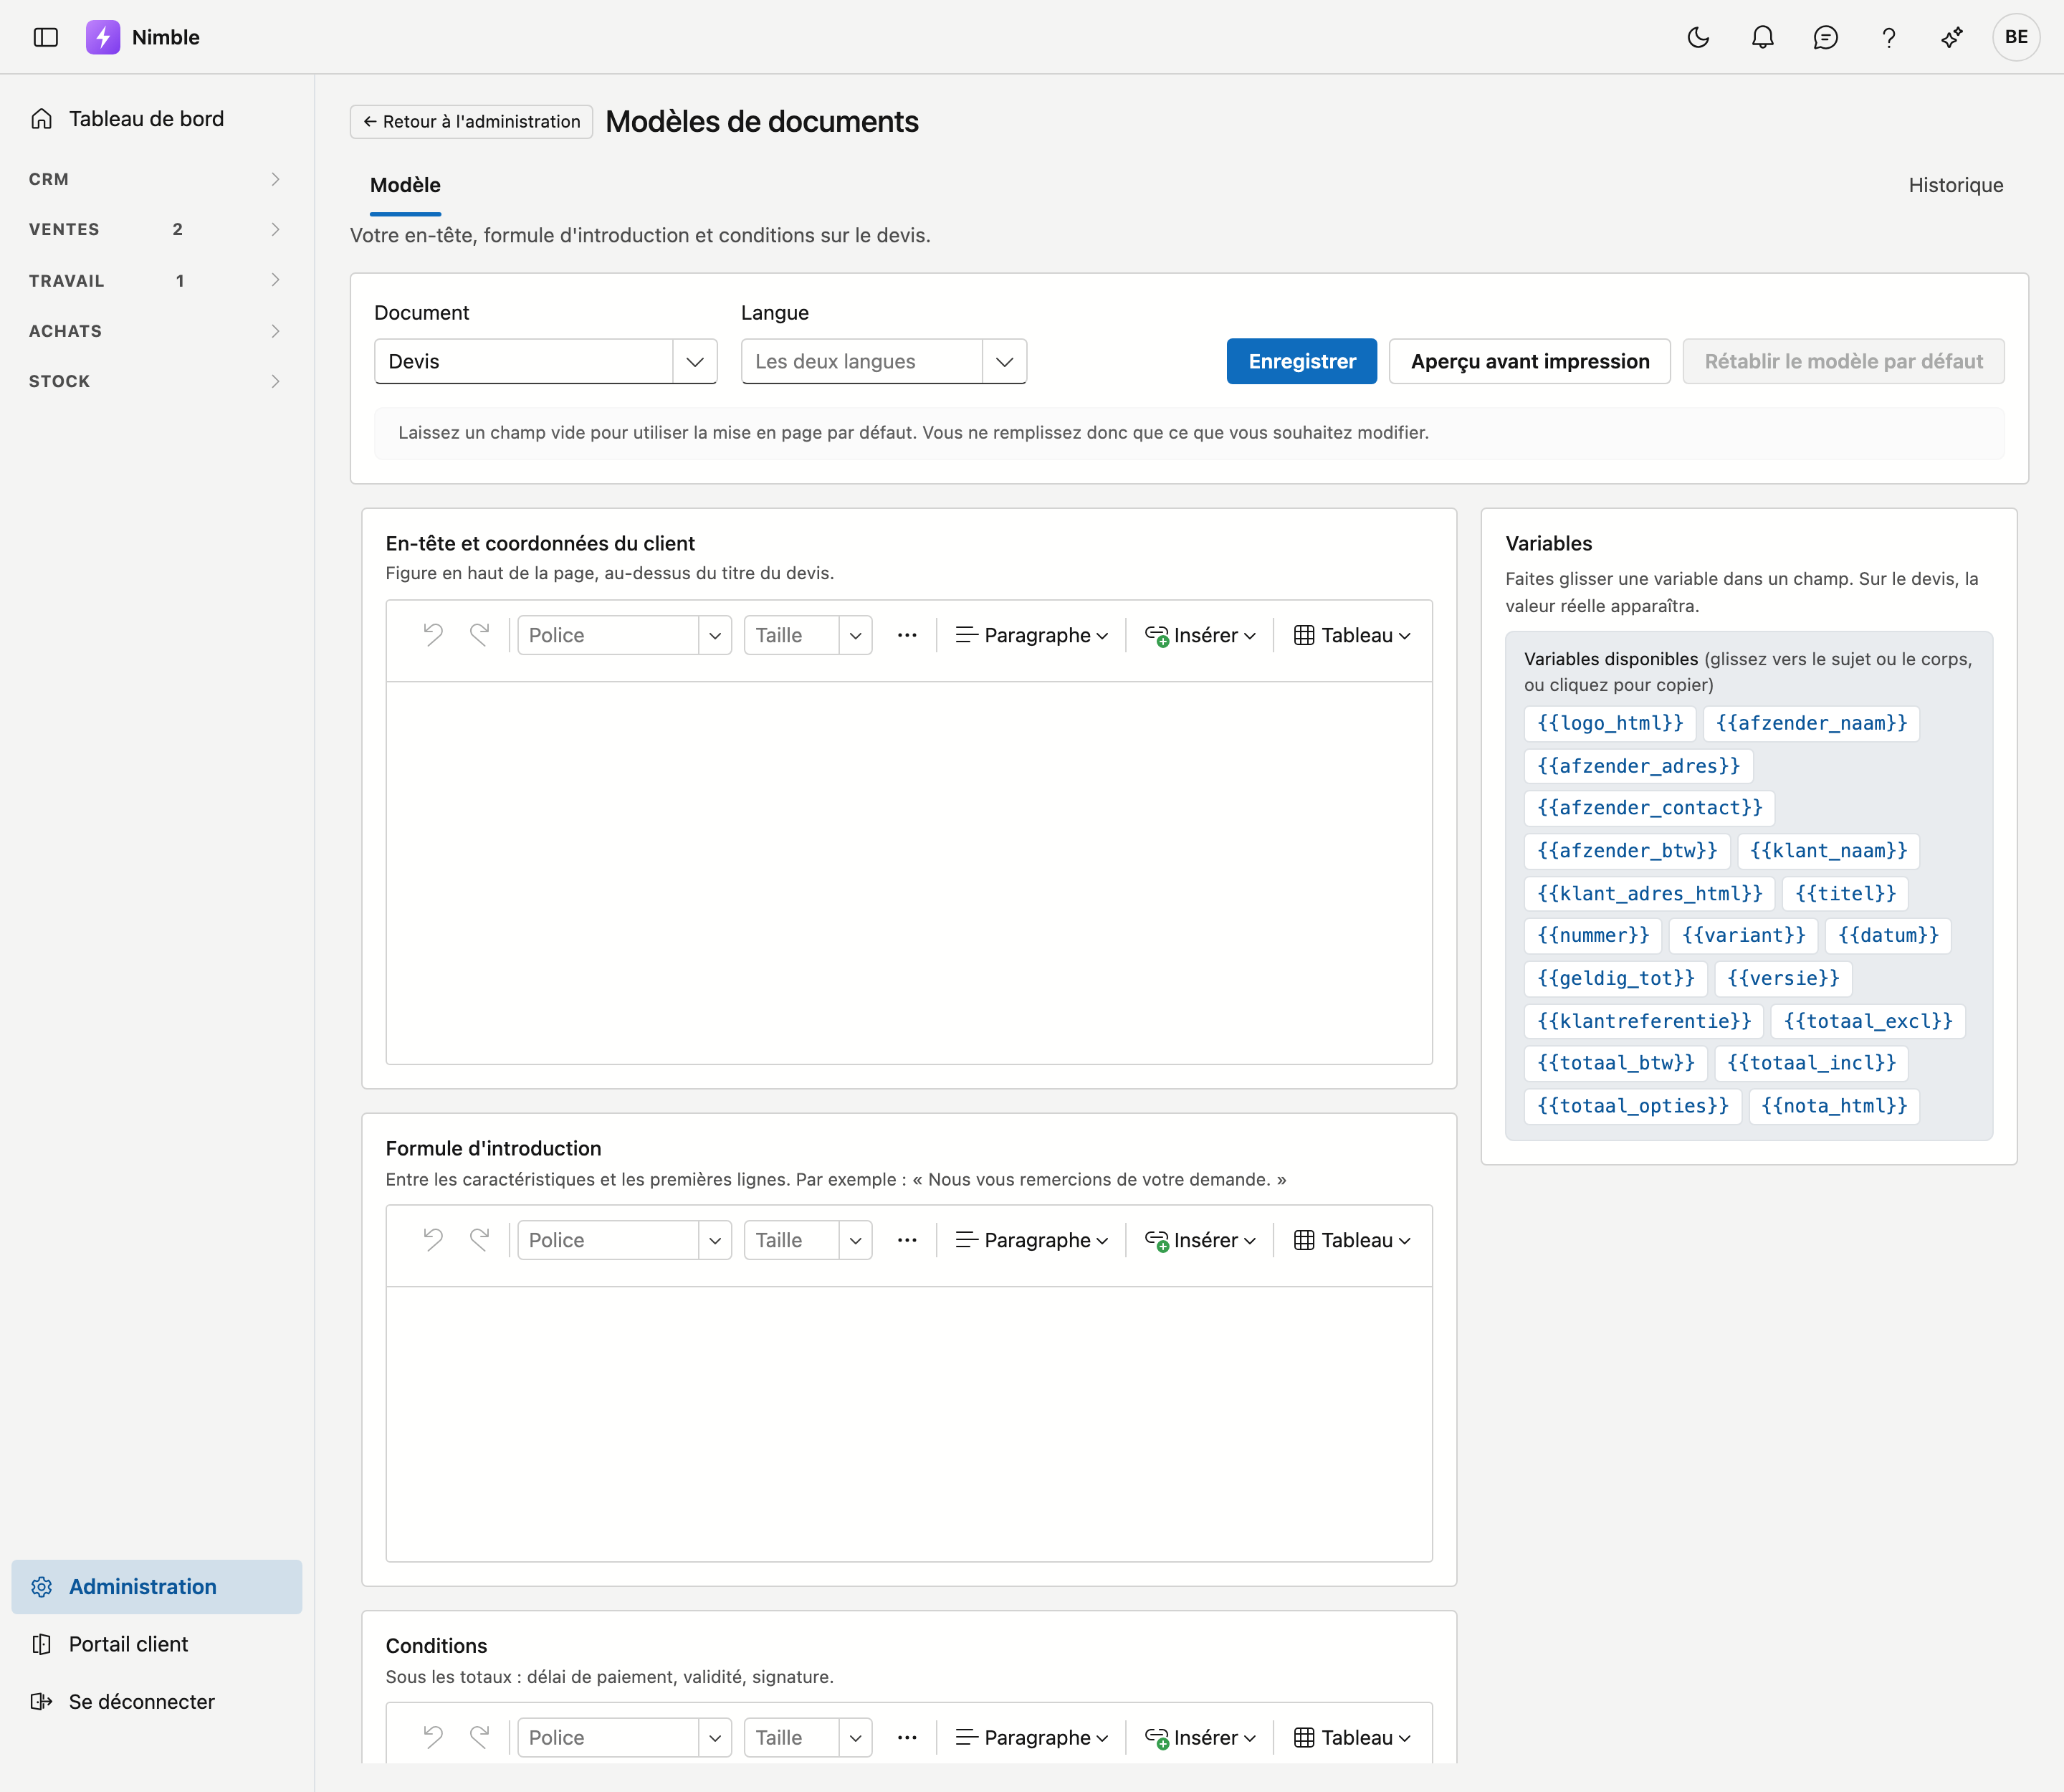 Nimble
BE
Tableau de bord
CRM
VENTES 2
TRAVAIL 1
ACHATS
STOCK
Administration
Portail client
Se déconnecter
← Retour à l'administration
Modèles de documents
Modèle
Historique
Votre en-tête, formule d'introduction et conditions sur le devis.
Document
Langue
Devis
Les deux langues
Enregistrer
Aperçu avant impression
Rétablir le modèle par défaut
Laissez un champ vide pour utiliser la mise en page par défaut. Vous ne remplissez donc que ce que vous souhaitez modifier.
En-tête et coordonnées du client
Figure en haut de la page, au-dessus du titre du devis.
Police Taille ... Paragraphe Insérer Tableau
Formule d'introduction
Entre les caractéristiques et les premières lignes. Par exemple : « Nous vous remercions de votre demande. »
Police Taille ... Paragraphe Insérer Tableau
Conditions
Sous les totaux : délai de paiement, validité, signature.
Police Taille ... Paragraphe Insérer Tableau
Variables
Faites glisser une variable dans un champ. Sur le devis, la
valeur réelle apparaîtra.
Variables disponibles (glissez vers le sujet ou le corps,
ou cliquez pour copier)
{{logo_html}} {{afzender_naam}}
{{afzender_adres}}
{{afzender_contact}}
{{afzender_btw}} {{klant_naam}}
{{klant_adres_html}} {{titel}}
{{nummer}} {{variant}} {{datum}}
{{geldig_tot}} {{versie}}
{{klantreferentie}} {{totaal_excl}}
{{totaal_btw}} {{totaal_incl}}
{{totaal_opties}} {{nota_html}}